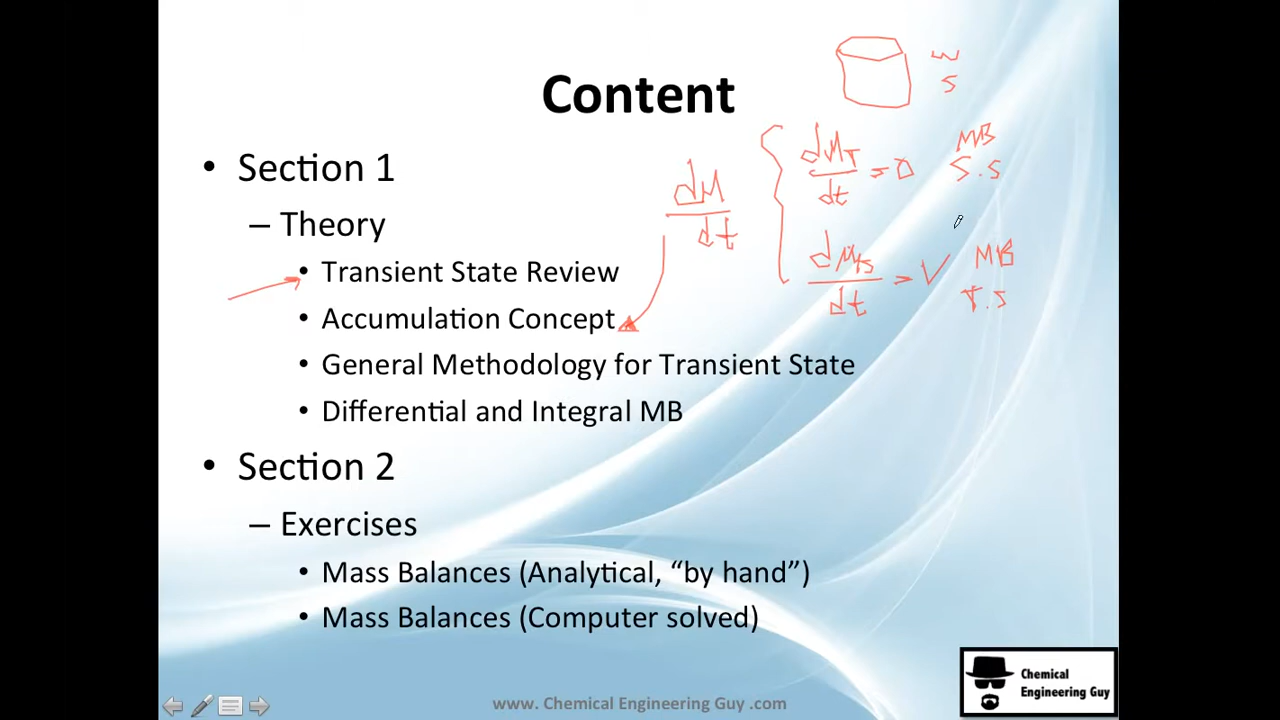 Content
• Section 1
– Theory
• Transient State Review
• Accumulation Concept
• General Methodology for Transient State
• Differential and Integral MB
• Section 2
– Exercises
• Mass Balances (Analytical, “by hand”)
• Mass Balances (Computer solved)
w
s
dM
dt
dM_T
dt
= 0
MB
S.S
dt
= √
MB
T.S
Chemical
Engineering Guy
www. Chemical Engineering Guy .com